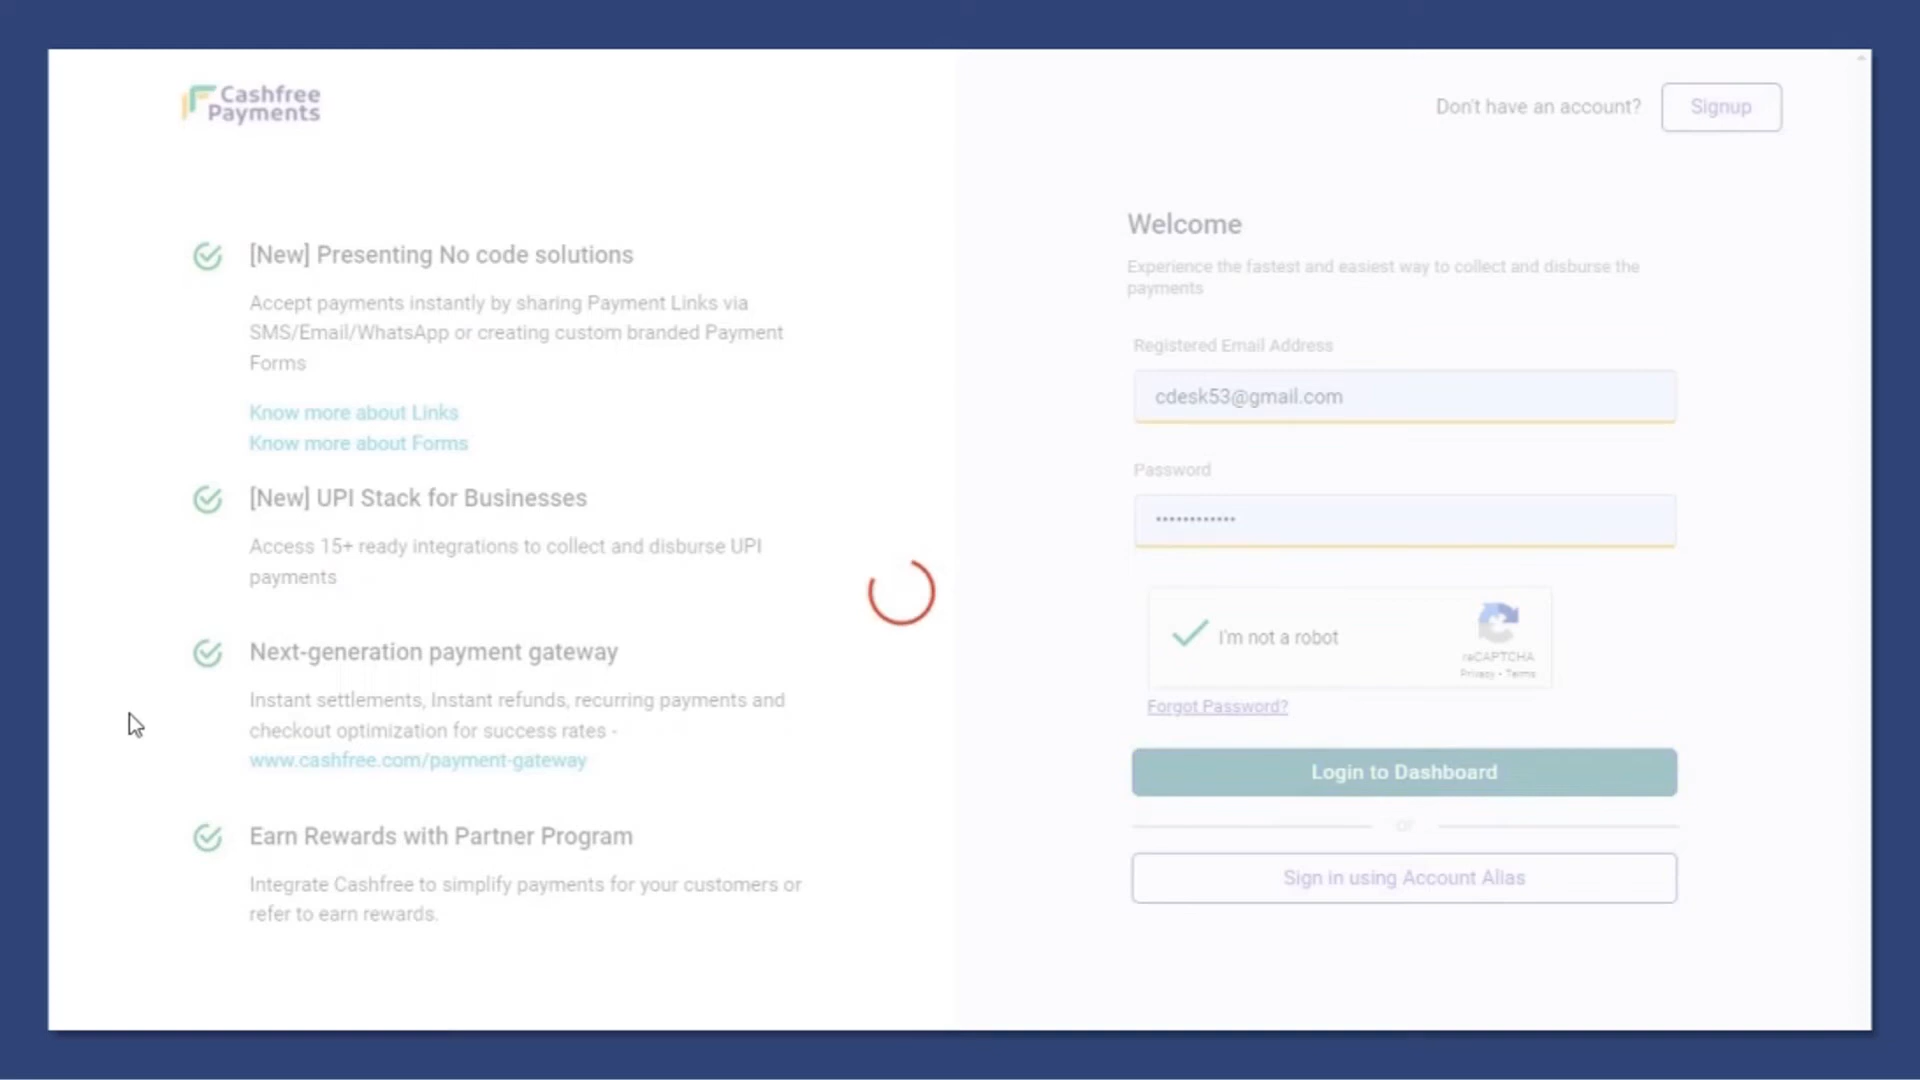 Cashfree
Payments
Don't have an account?
Signup
[New] Presenting No code solutions
Accept payments instantly by sharing Payment Links via
SMS/Email/WhatsApp or creating custom branded Payment
Forms
Know more about Links
Know more about Forms
[New] UPI Stack for Businesses
Access 15+ ready integrations to collect and disburse UPI
payments
Next-generation payment gateway
Instant settlements, Instant refunds, recurring payments and
checkout optimization for success rates -
www.cashfree.com/payment-gateway
Earn Rewards with Partner Program
Integrate Cashfree to simplify payments for your customers or
refer to earn rewards.
Welcome
Experience the fastest and easiest way to collect and disburse the
payments
Registered Email Address
cdesk53@gmail.com
Password
••••••••••••
I'm not a robot
reCAPTCHA
Privacy - Terms
Forgot Password?
Login to Dashboard
or
Sign in using Account Alias